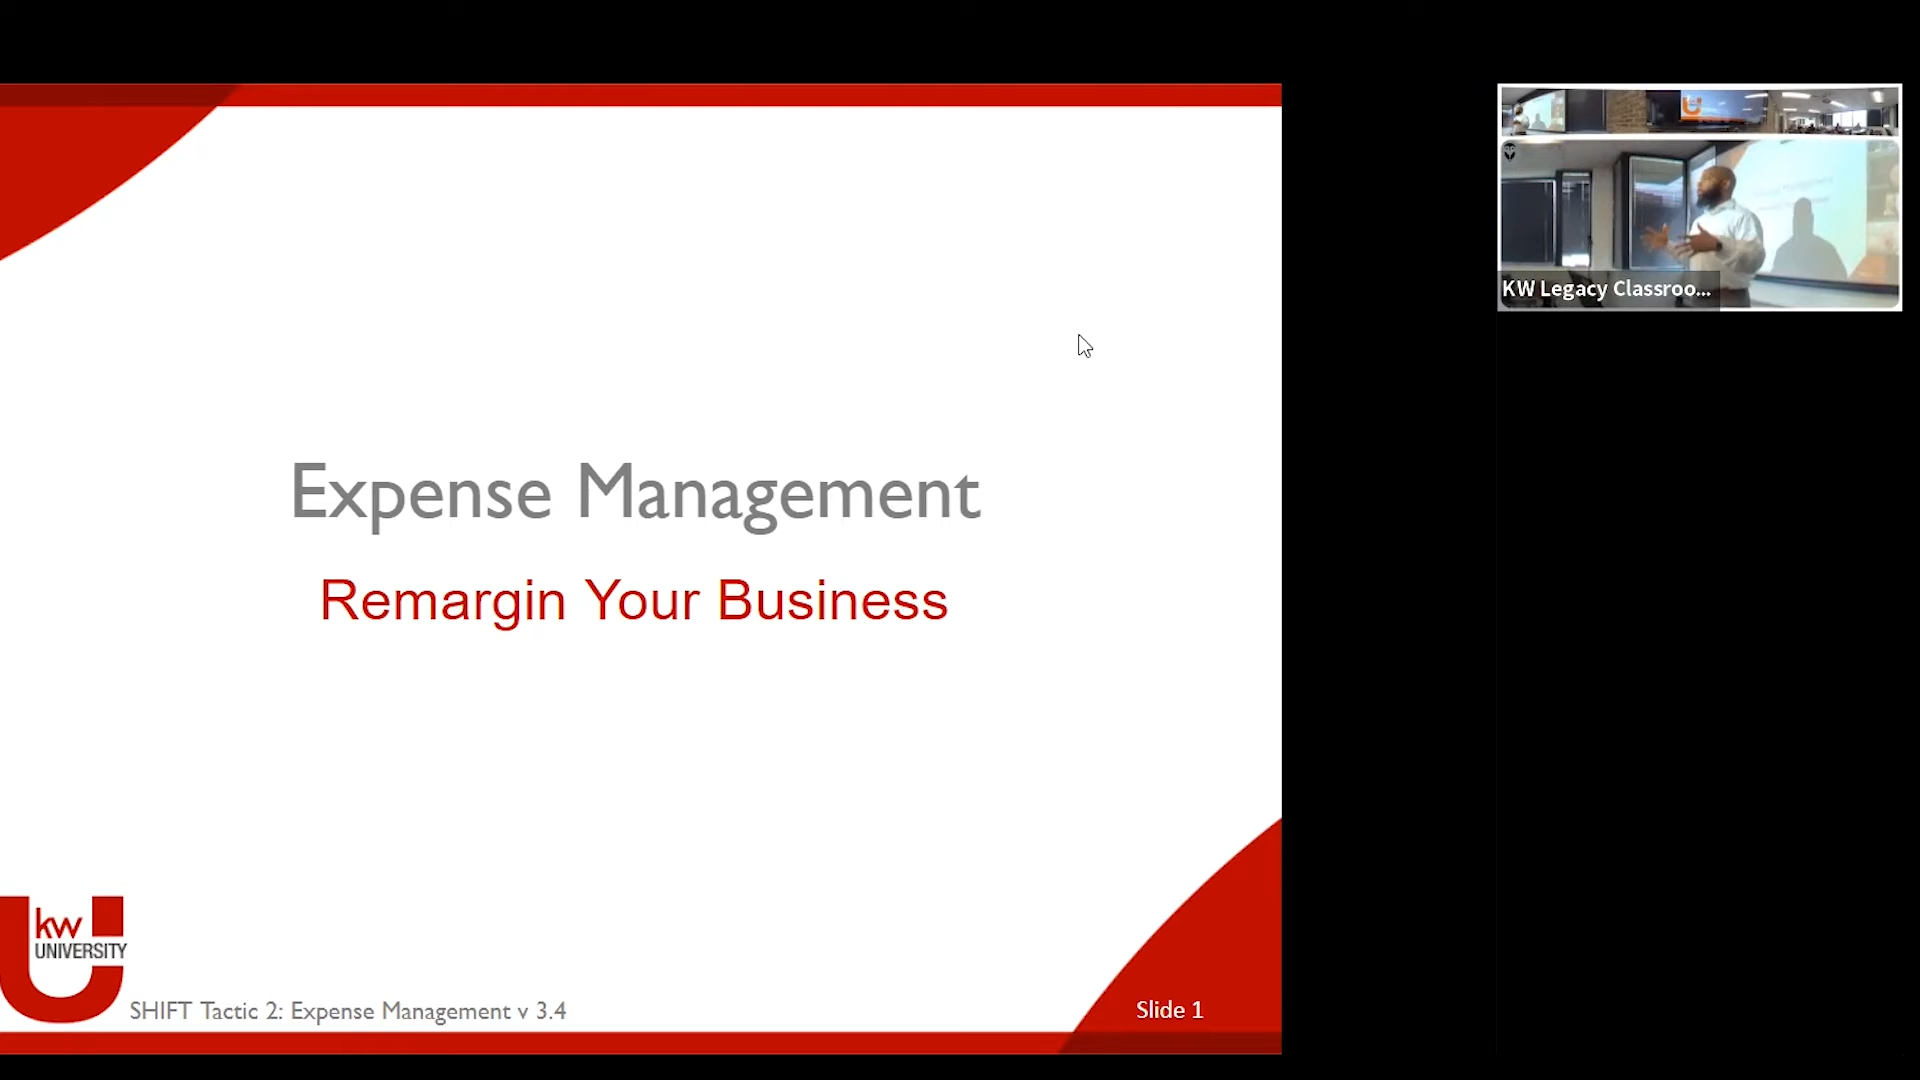 Expense Management
Remargin Your Business
kw
UNIVERSITY
SHIFT Tactic 2: Expense Management v 3.4
Slide 1
KW Legacy Classroo...